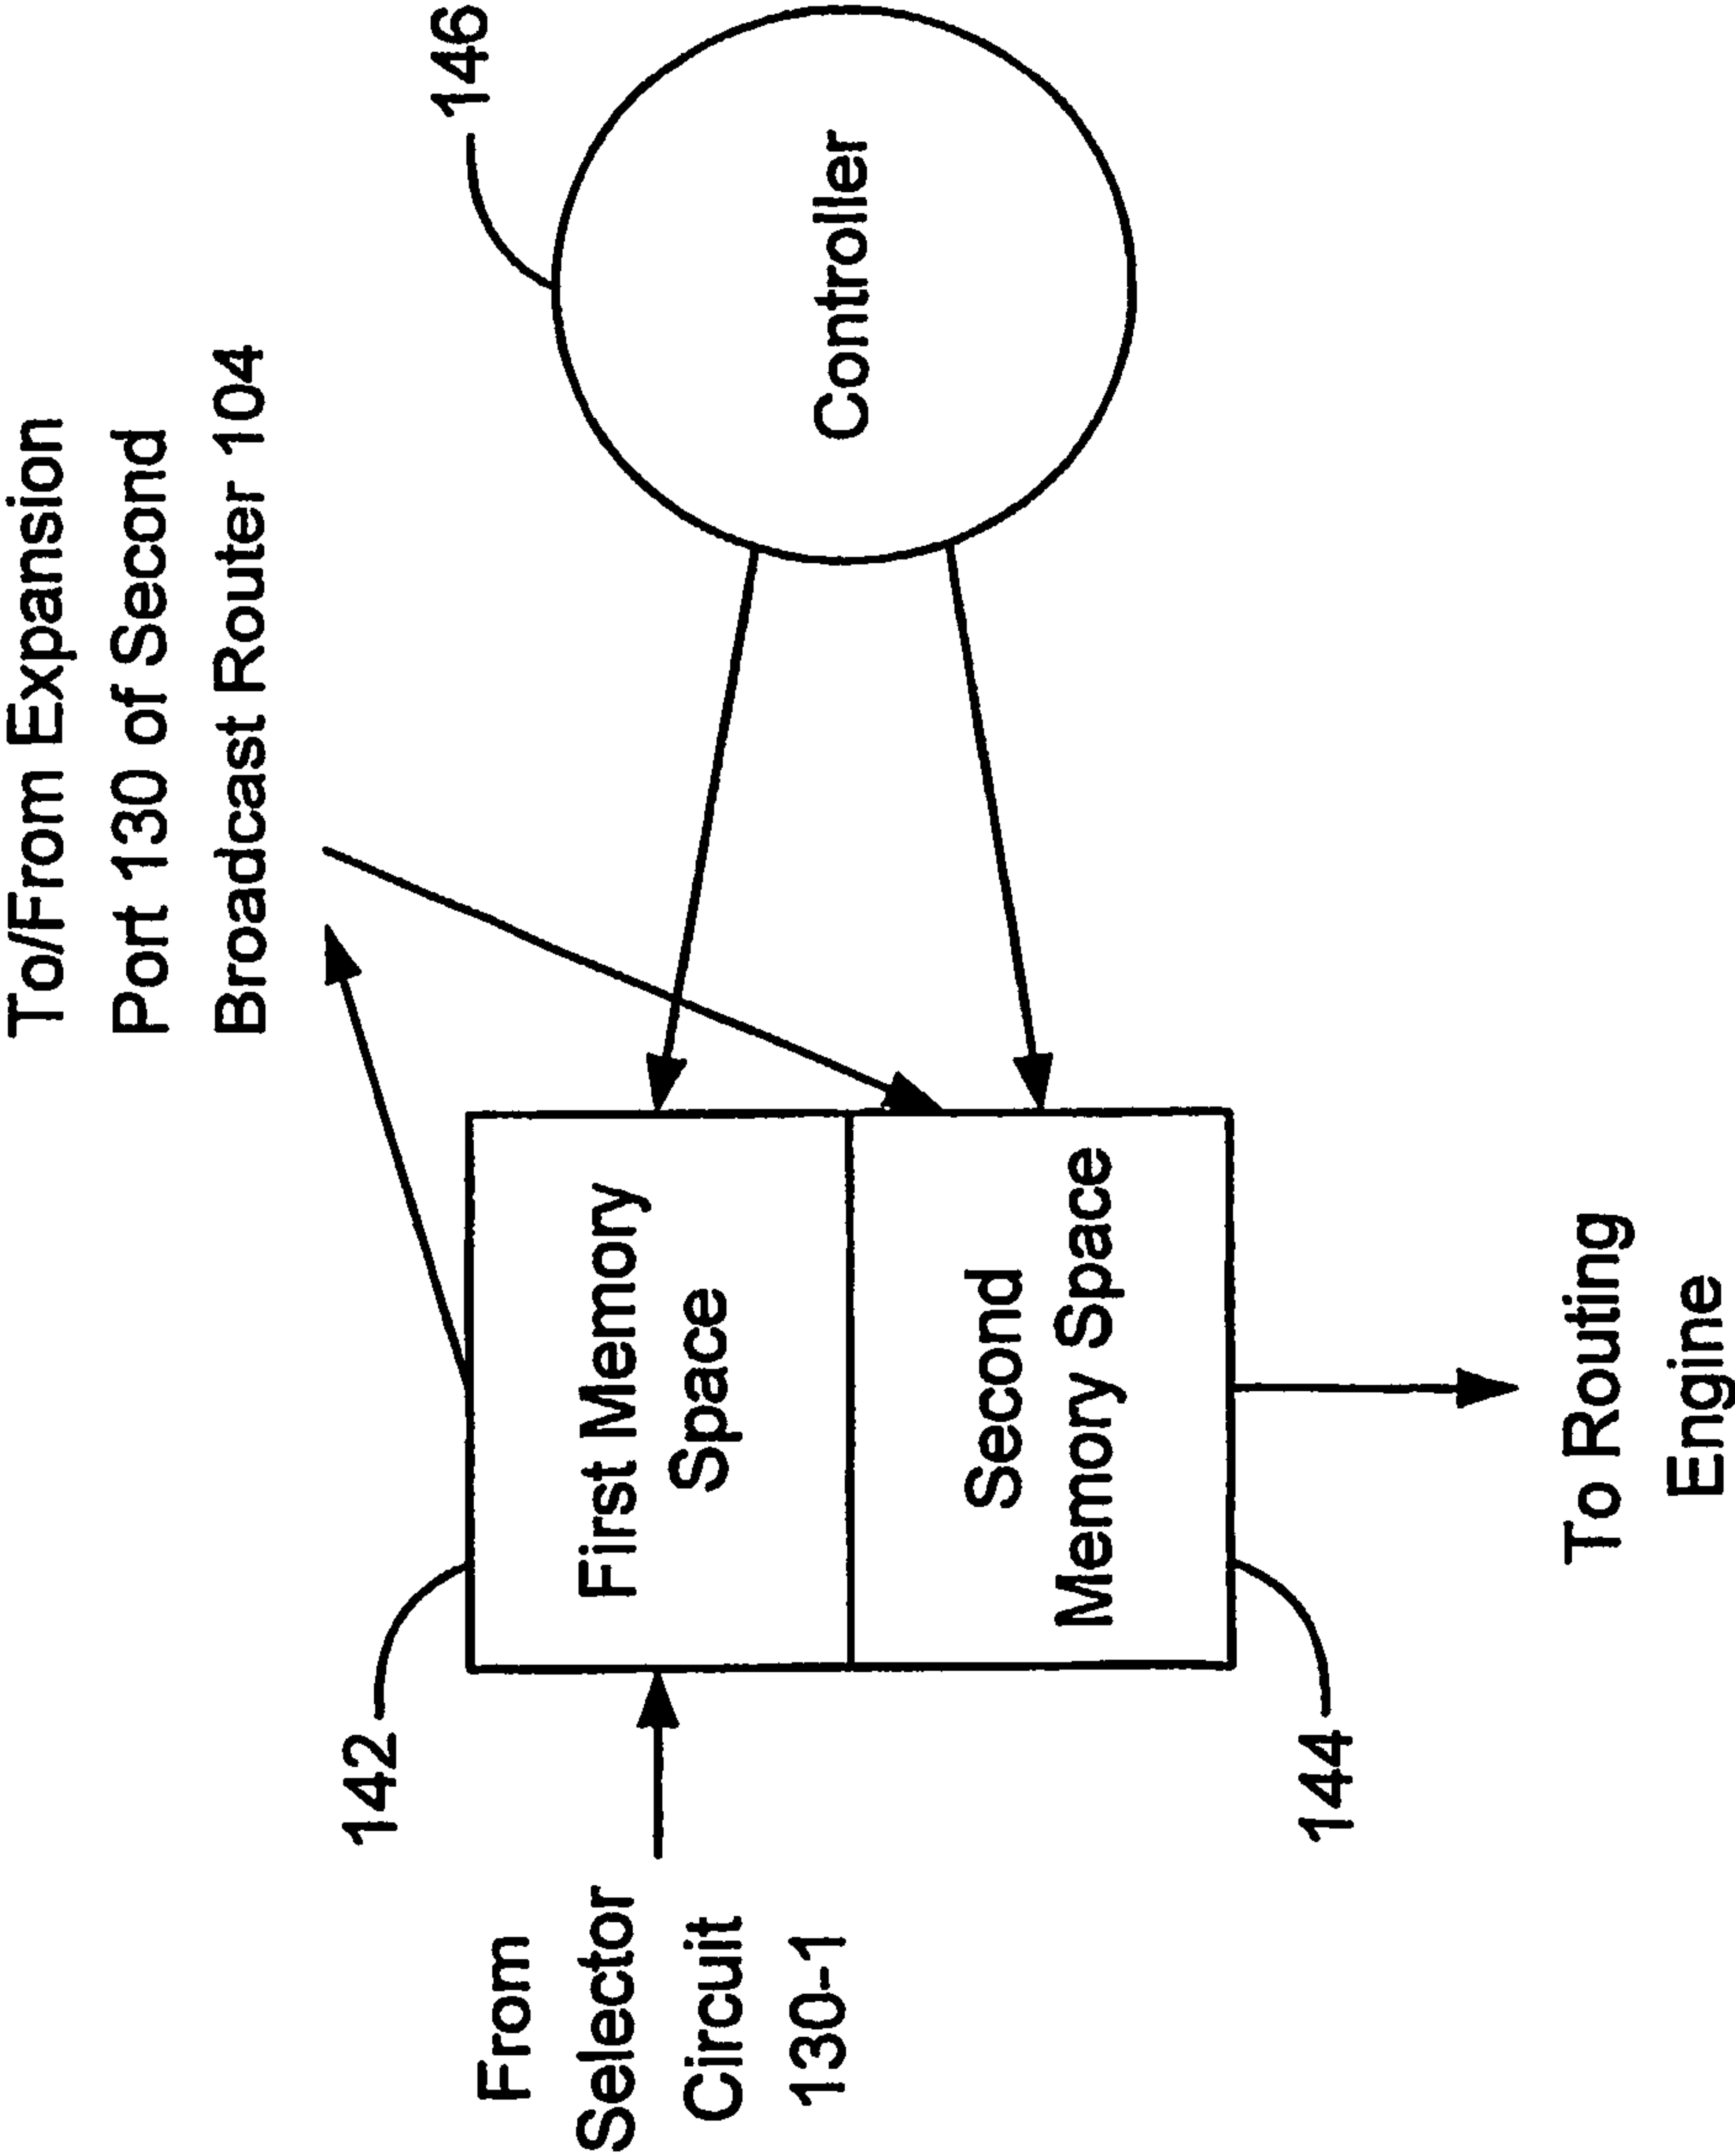 To/From Expansion
Port 130 of Second
Broadcast Router 104
146
Controller
142
First Memory
Space
Second
Memory Space
From
Selector
Circuit
130-1
144
To Routing
Engine